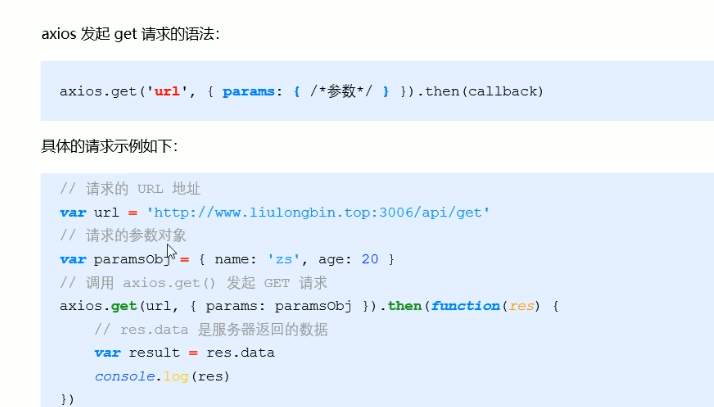 axios 发起 get 请求的语法：
axios.get('url', { params: { /*参数*/ } }).then(callback)
具体的请求示例如下：
// 请求的 URL 地址
var url = 'http://www.liulongbin.top:3006/api/get'
// 请求的参数对象
var paramsObj = { name: 'zs', age: 20 }
// 调用 axios.get() 发起 GET 请求
axios.get(url, { params: paramsObj }).then(function(res) {
// res.data 是服务器返回的数据
var result = res.data
console.log(res)
})